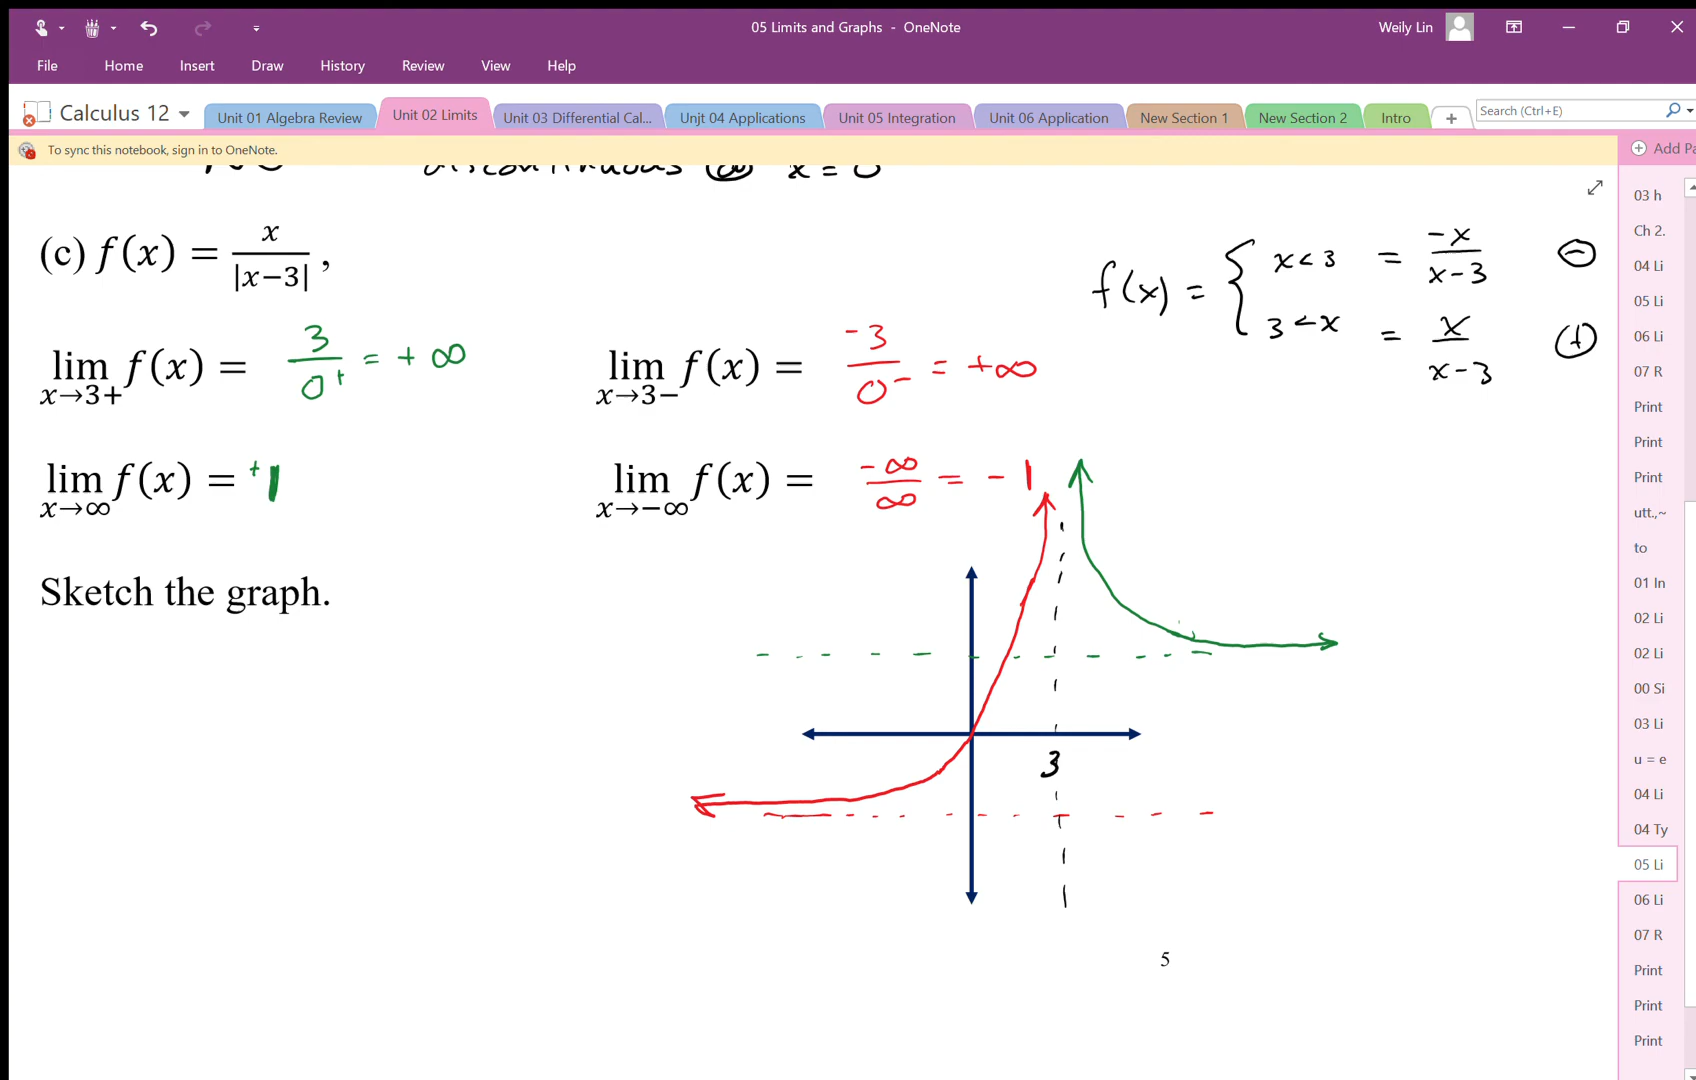 05 Limits and Graphs - OneNote
Weily Lin
File Home Insert Draw History Review View Help
Calculus 12
Unit 01 Algebra Review
Unit 02 Limits
Unit 03 Differential Cal...
Unit 04 Applications
Unit 05 Integration
Unit 06 Application
New Section 1
New Section 2
Intro
+
Search (Ctrl+E)
To sync this notebook, sign in to OneNote.
Add Pa
discontinuous @ x = 0
(c) f(x) = x/|x−3| ,
f(x) = { x < 3 = -x/(x-3) ⊖
3 < x = x/(x-3) (+)
lim x→3+ f(x) = 3/0⁺ = + ∞
lim x→3− f(x) = -3/0⁻ = +∞
lim x→∞ f(x) = +1
lim x→−∞ f(x) = -∞/∞ = -1
Sketch the graph.
3
5
03 h
Ch 2.
04 Li
05 Li
06 Li
07 R
Print
Print
Print
utt.,~
to
01 In
02 Li
02 Li
00 Si
03 Li
u = e
04 Li
04 Ty
05 Li
06 Li
07 R
Print
Print
Print